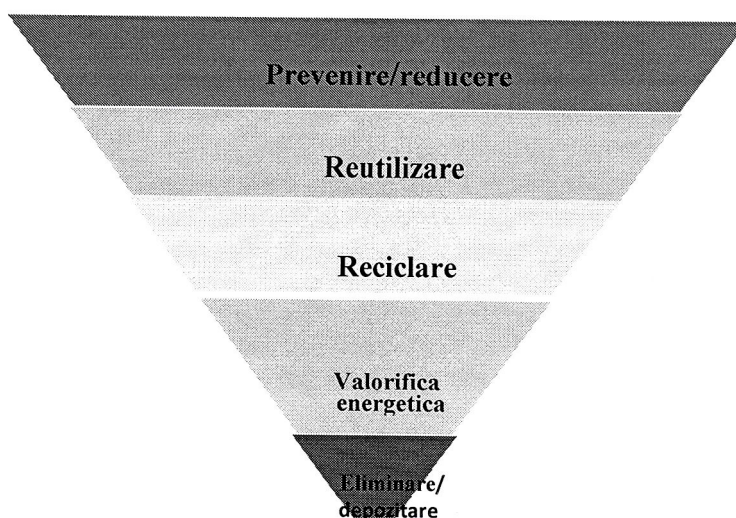 Prevenire/reducere
Reutilizare
Reciclare
Valorifica
energetica
Eliminare/
depozitare